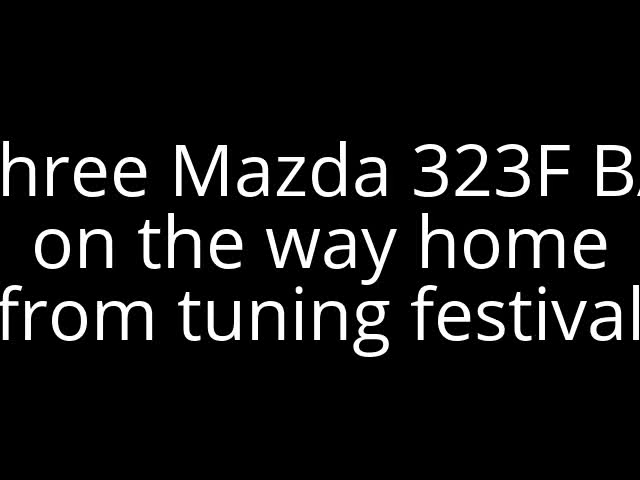 hree Mazda 323F B
on the way home
from tuning festival